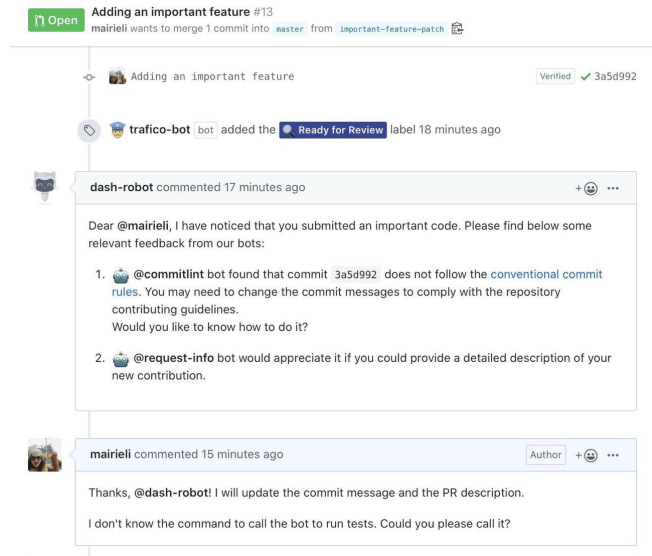 Open
Adding an important feature #13
mairieli wants to merge 1 commit into master from important-feature-patch
Adding an important feature Verified 3a5d992
trafico-bot bot added the Ready for Review label 18 minutes ago
dash-robot commented 17 minutes ago
Dear @mairieli, I have noticed that you submitted an important code. Please find below some
relevant feedback from our bots:
1. @commitlint bot found that commit 3a5d992 does not follow the conventional commit
rules. You may need to change the commit messages to comply with the repository
contributing guidelines.
Would you like to know how to do it?
2. @request-info bot would appreciate it if you could provide a detailed description of your
new contribution.
mairieli commented 15 minutes ago Author
Thanks, @dash-robot! I will update the commit message and the PR description.
I don't know the command to call the bot to run tests. Could you please call it?